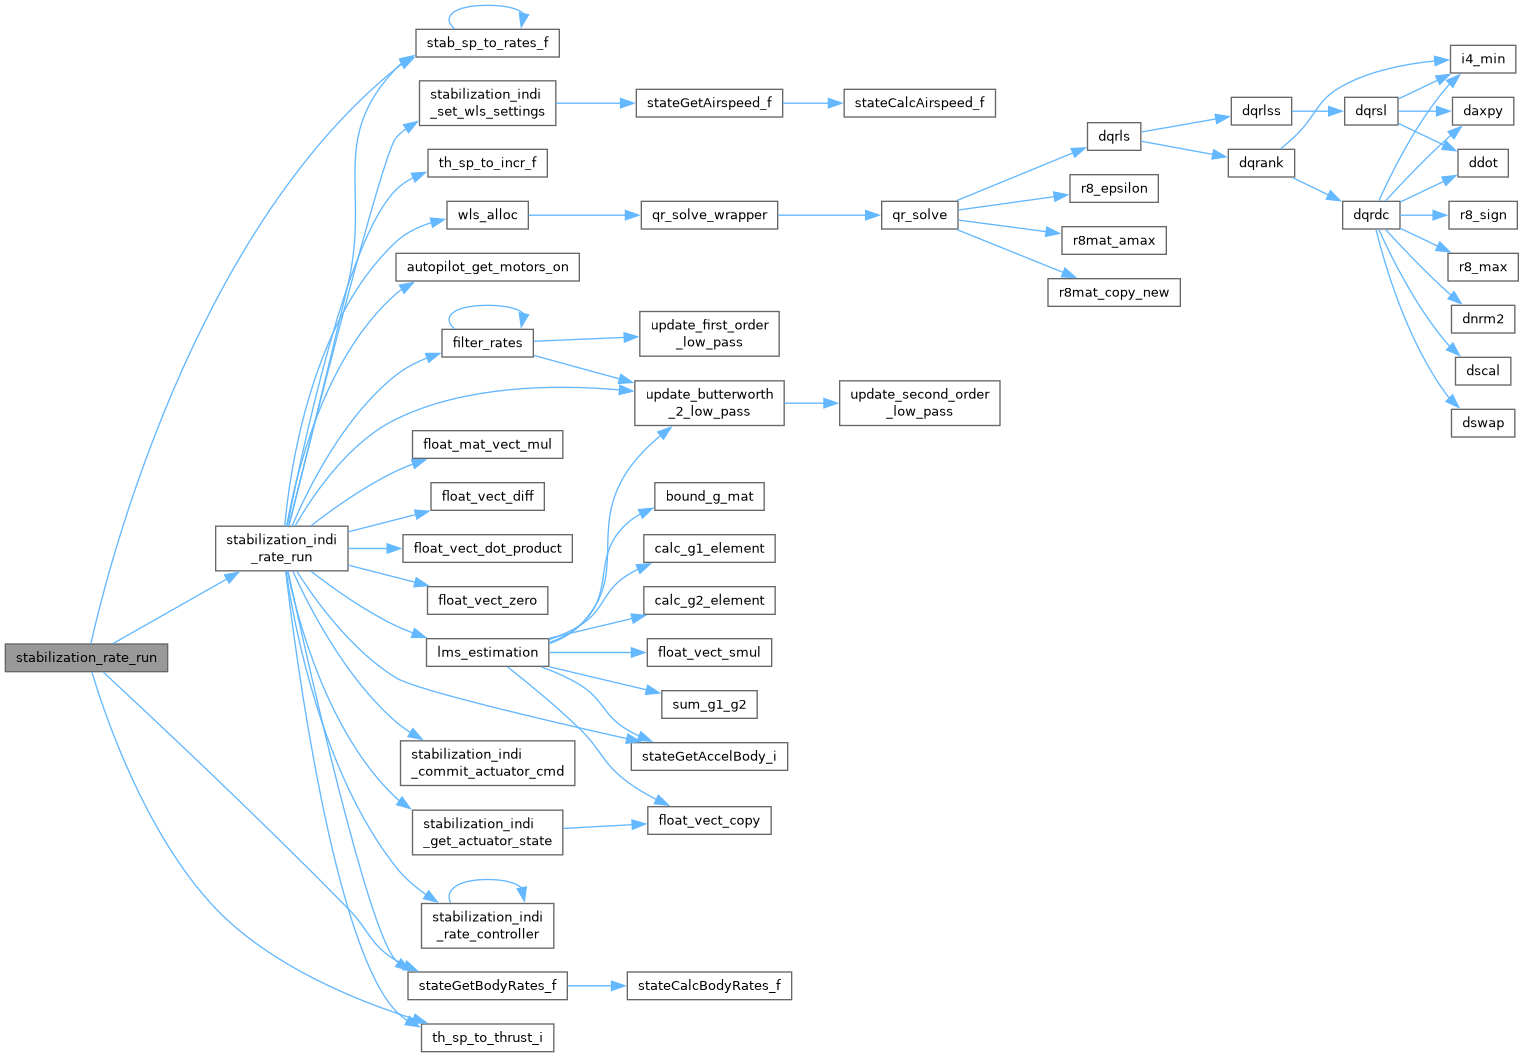 stabilization_rate_run
stab_sp_to_rates_f
stabilization_indi
_rate_run
stabilization_indi
_set_wls_settings
th_sp_to_incr_f
wls_alloc
autopilot_get_motors_on
filter_rates
float_mat_vect_mul
float_vect_diff
float_vect_dot_product
float_vect_zero
lms_estimation
stabilization_indi
_commit_actuator_cmd
stabilization_indi
_get_actuator_state
stabilization_indi
_rate_controller
stateGetBodyRates_f
th_sp_to_thrust_i
stateGetAirspeed_f
qr_solve_wrapper
update_first_order
_low_pass
update_butterworth
_2_low_pass
bound_g_mat
calc_g1_element
calc_g2_element
float_vect_smul
sum_g1_g2
stateGetAccelBody_i
float_vect_copy
stateCalcBodyRates_f
stateCalcAirspeed_f
qr_solve
update_second_order
_low_pass
dqrls
r8_epsilon
r8mat_amax
r8mat_copy_new
dqrlss
dqrank
dqrsl
dqrdc
i4_min
daxpy
ddot
r8_sign
r8_max
dnrm2
dscal
dswap